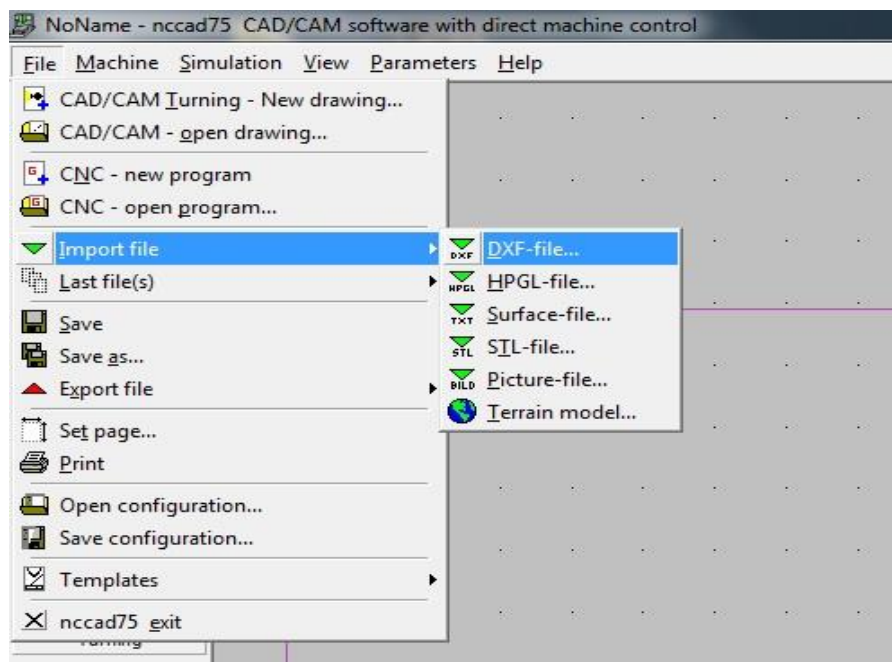 NoName - nccad75 CAD/CAM software with direct machine control
File Machine Simulation View Parameters Help
CAD/CAM Turning - New drawing...
CAD/CAM - open drawing...
CNC - new program
CNC - open program...
Import file
Last file(s)
Save
Save as...
Export file
Set page...
Print
Open configuration...
Save configuration...
Templates
nccad75 exit
DXF DXF-file...
HPGL HPGL-file...
TXT Surface-file...
STL STL-file...
BILD Picture-file...
Terrain model...
Turning